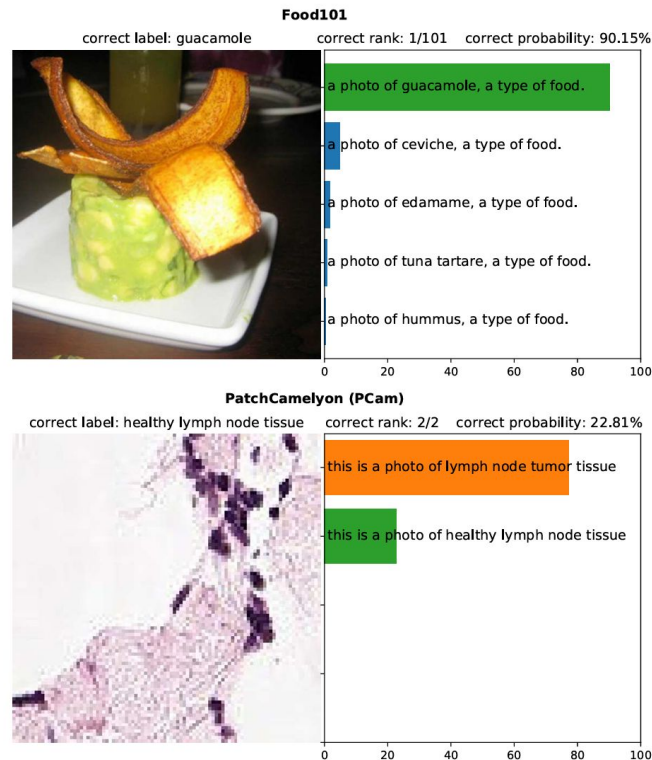 Food101
correct label: guacamole correct rank: 1/101 correct probability: 90.15%
a photo of guacamole, a type of food.
a photo of ceviche, a type of food.
a photo of edamame, a type of food.
a photo of tuna tartare, a type of food.
a photo of hummus, a type of food.
0 20 40 60 80 100
PatchCamelyon (PCam)
correct label: healthy lymph node tissue correct rank: 2/2 correct probability: 22.81%
this is a photo of lymph node tumor tissue
this is a photo of healthy lymph node tissue
0 20 40 60 80 100